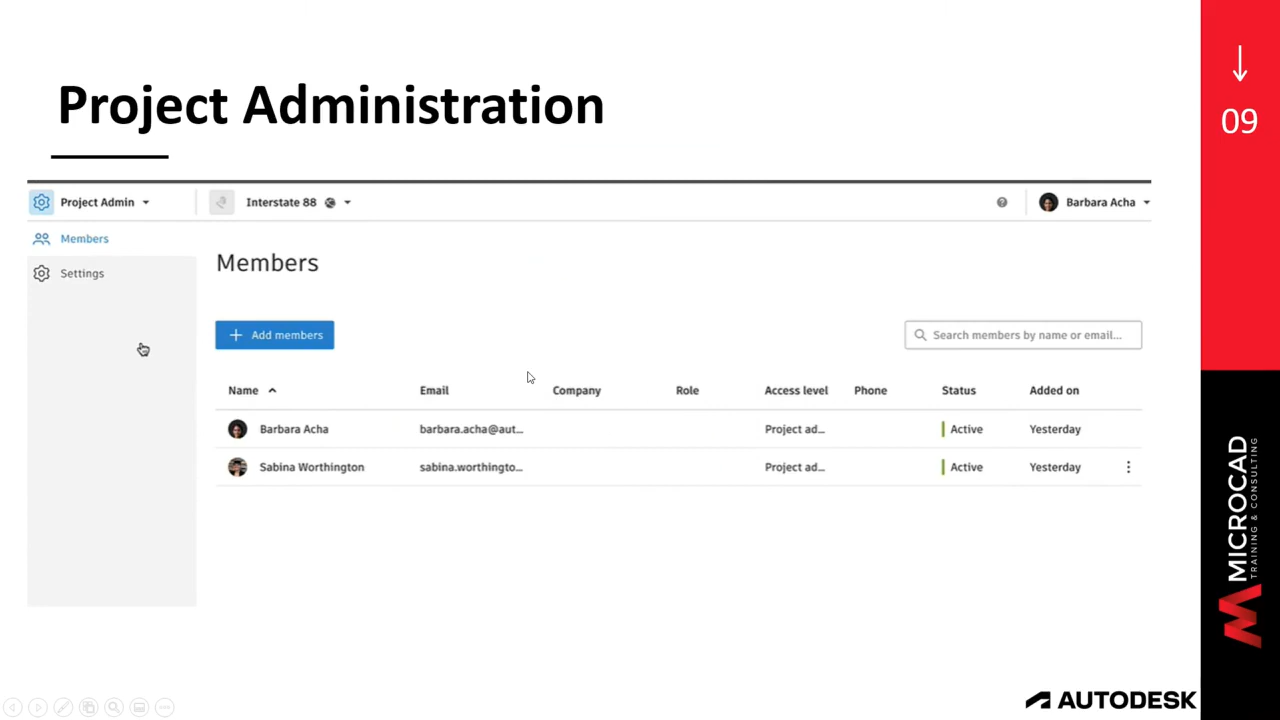 Project Administration
09
Project Admin
Interstate 88
Barbara Acha
Members
Settings
Members
+ Add members
Search members by name or email...
Name Email Company Role Access level Phone Status Added on
Barbara Acha barbara.acha@aut... Project ad... Active Yesterday
Sabina Worthington sabina.worthingto... Project ad... Active Yesterday
MICROCAD
TRAINING & CONSULTING
AUTODESK